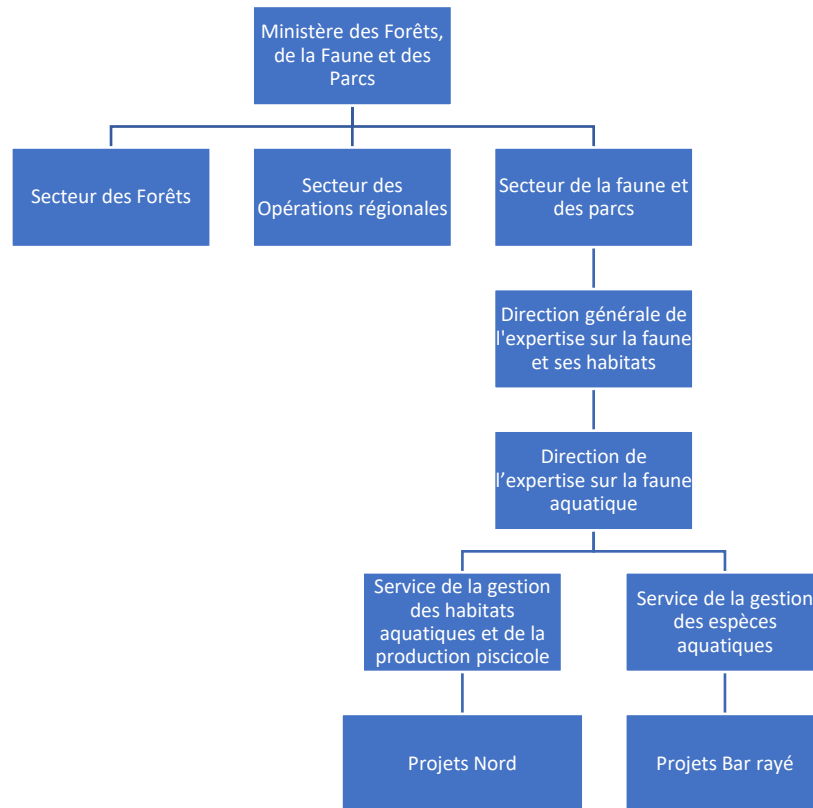 Ministère des Forêts,
de la Faune et des
Parcs
Secteur des Forêts
Secteur des
Opérations régionales
Secteur de la faune et
des parcs
Direction générale de
l'expertise sur la faune
et ses habitats
Direction de
l’expertise sur la faune
aquatique
Service de la gestion
des habitats
aquatiques et de la
production piscicole
Service de la gestion
des espèces
aquatiques
Projets Nord
Projets Bar rayé